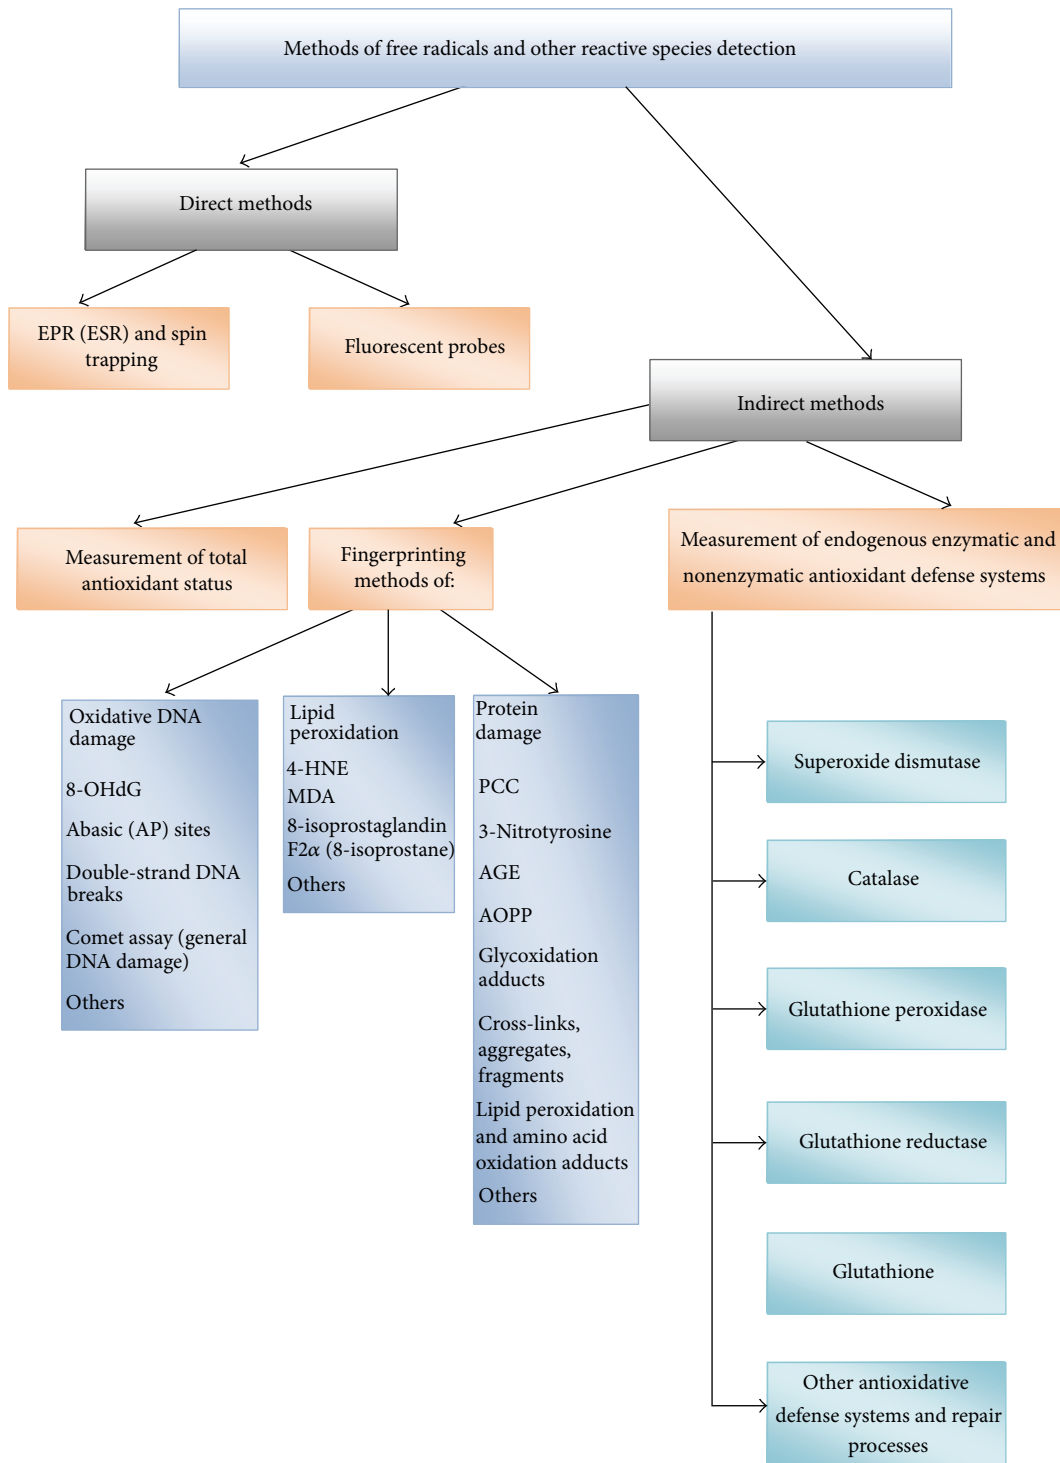 Methods of free radicals and other reactive species detection
Direct methods
EPR (ESR) and spin
trapping
Fluorescent probes
Indirect methods
Measurement of total
antioxidant status
Fingerprinting
methods of:
Measurement of endogenous enzymatic and
nonenzymatic antioxidant defense systems
Oxidative DNA
damage
8-OHdG
Abasic (AP) sites
Double-strand DNA
breaks
Comet assay (general
DNA damage)
Others
Lipid
peroxidation
4-HNE
MDA
8-isoprostaglandin
F2α (8-isoprostane)
Others
Protein
damage
PCC
3-Nitrotyrosine
AGE
AOPP
Glycoxidation
adducts
Cross-links,
aggregates,
fragments
Lipid peroxidation
and amino acid
oxidation adducts
Others
Superoxide dismutase
Catalase
Glutathione peroxidase
Glutathione reductase
Glutathione
Other antioxidative
defense systems and repair
processes